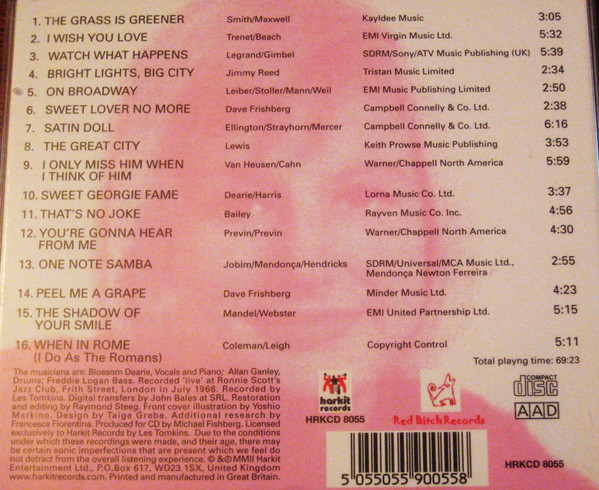 1. THE GRASS IS GREENER Smith/Maxwell Kayldee Music 3:05
2. I WISH YOU LOVE Trenet/Beach EMI Virgin Music Ltd. 5:32
3. WATCH WHAT HAPPENS Legrand/Gimbel SDRM/Sony/ATV Music Publishing (UK) 5:39
4. BRIGHT LIGHTS, BIG CITY Jimmy Reed Tristan Music Limited 2:34
5. ON BROADWAY Leiber/Stoller/Mann/Weil EMI Music Publishing Limited 2:50
6. SWEET LOVER NO MORE Dave Frishberg Campbell Connelly & Co. Ltd. 2:38
7. SATIN DOLL Ellington/Strayhorn/Mercer Campbell Connelly & Co. Ltd. 6:16
8. THE GREAT CITY Lewis Keith Prowse Music Publishing 3:53
9. I ONLY MISS HIM WHEN Van Heusen/Cahn Warner/Chappell North America 5:59
I THINK OF HIM
10. SWEET GEORGIE FAME Dearie/Harris Lorna Music Co. Ltd. 3:37
11. THAT'S NO JOKE Bailey Rayven Music Co. Inc. 4:56
12. YOU'RE GONNA HEAR Previn/Previn Warner/Chappell North America 4:30
FROM ME
13. ONE NOTE SAMBA Jobim/Mendonça/Hendricks SDRM/Universal/MCA Music Ltd., 2:55
Mendonça Newton Ferreira
14. PEEL ME A GRAPE Dave Frishberg Minder Music Ltd. 4:23
15. THE SHADOW OF Mandel/Webster EMI United Partnership Ltd. 5:15
YOUR SMILE
16. WHEN IN ROME Coleman/Leigh Copyright Control 5:11
(I Do As The Romans)
Total playng time: 69:23
The musicians are: Blossom Dearie, Vocals and Piano; Allan Ganley,
Drums; Freddie Logan Bass. Recorded 'live' at Ronnie Scott's
Jazz Club, Frith Street, London in July 1966. Recorded by
Les Tomkins. Digital transfers by John Bales at SRL. Restoration
and editing by Raymond Steeg. Front cover illustration by Yoshio
Markino. Design by Taige Grebe. Additional research by
Francesca Fiorentina. Produced for CD by Michael Fishberg. Licensed
exclusively to Harkit Records by Les Tomkins. Due to the conditions
under which these recordings were made, and their age, there may
be certain sonic imperfections that are present which we feel do
not detract from the overall listening experience. ℗ & © MMII Harkit
Entertainment Ltd., P.O.Box 617, WD23 1SX, United Kingdom
www.harkitrecords.com. Printed and manufactured in Great Britain.
harkit
records
HRKCD 8055
Red Bitch Records
COMPACT
disc
AAD
5 055055 900558
HRKCD 8055